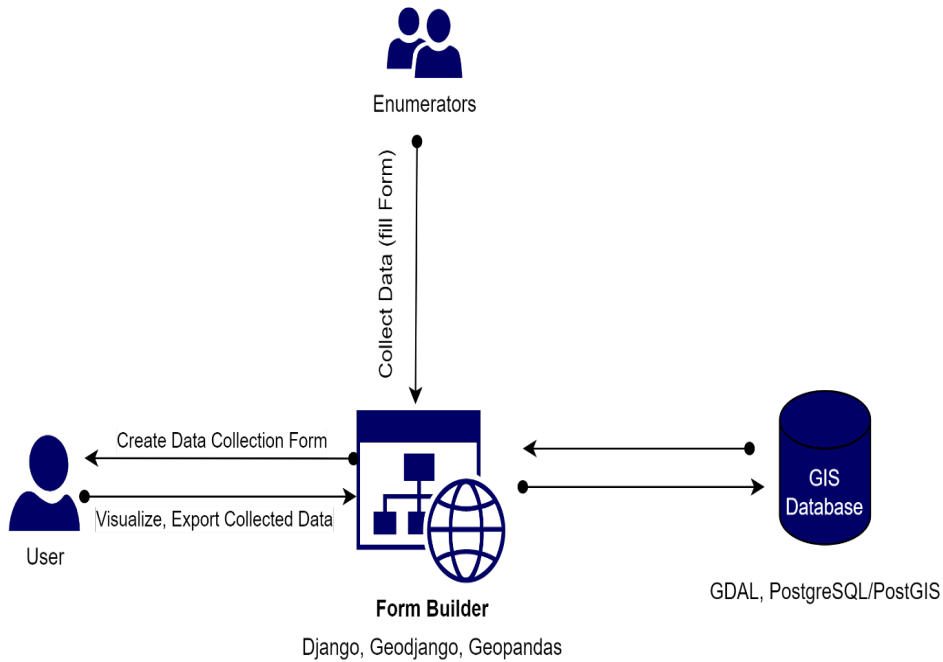 Enumerators
Collect Data (fill Form)
Create Data Collection Form
Visualize, Export Collected Data
User
GIS
Database
Form Builder
Django, Geodjango, Geopandas
GDAL, PostgreSQL/PostGIS